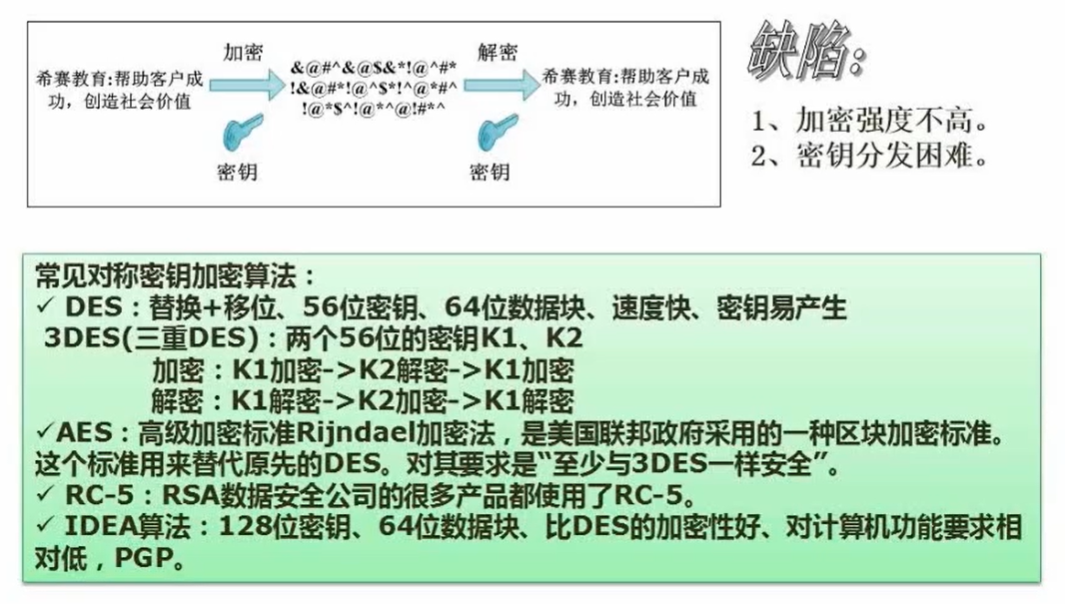 加密
解密
希赛教育:帮助客户成
功，创造社会价值
&@#^&@$&*!@^#*
!&@#*!@^$*!^@*#^
!@*$^!@*^@!#*^
希赛教育:帮助客户成
功，创造社会价值
密钥
密钥
缺陷：
1、加密强度不高。
2、密钥分发困难。
常见对称密钥加密算法：
✓ DES：替换+移位、56位密钥、64位数据块、速度快、密钥易产生
3DES(三重DES)：两个56位的密钥K1、K2
加密：K1加密->K2解密->K1加密
解密：K1解密->K2加密->K1解密
✓AES：高级加密标准Rijndael加密法，是美国联邦政府采用的一种区块加密标准。
这个标准用来替代原先的DES。对其要求是“至少与3DES一样安全”。
✓ RC-5：RSA数据安全公司的很多产品都使用了RC-5。
✓ IDEA算法：128位密钥、64位数据块、比DES的加密性好、对计算机功能要求相
对低，PGP。